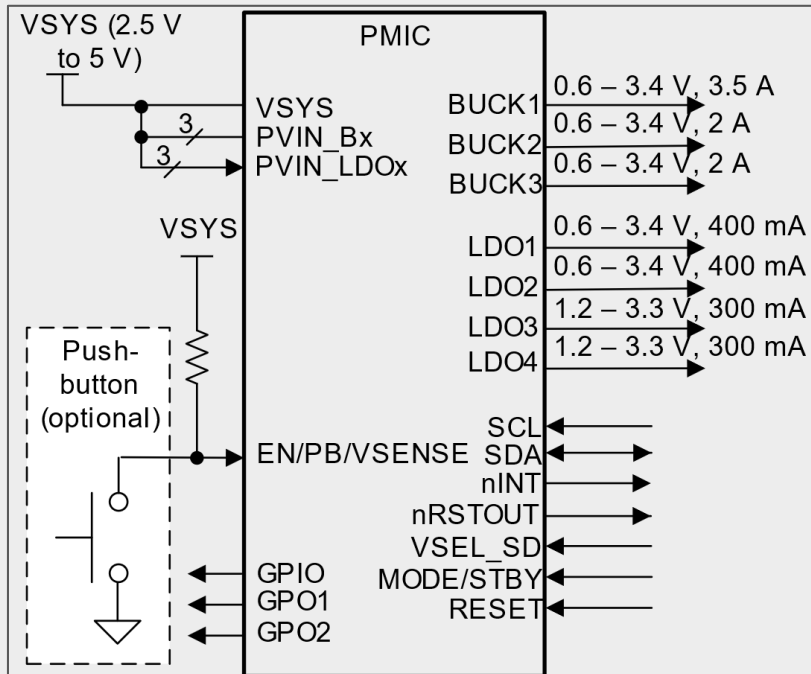 VSYS (2.5 V
to 5 V)
PMIC
VSYS
3
PVIN_Bx
3
PVIN_LDOx
BUCK1
0.6 – 3.4 V, 3.5 A
BUCK2
0.6 – 3.4 V, 2 A
BUCK3
0.6 – 3.4 V, 2 A
VSYS
LDO1
0.6 – 3.4 V, 400 mA
LDO2
0.6 – 3.4 V, 400 mA
LDO3
1.2 – 3.3 V, 300 mA
LDO4
1.2 – 3.3 V, 300 mA
Push-
button
(optional)
EN/PB/VSENSE
SCL
SDA
nINT
nRSTOUT
VSEL_SD
MODE/STBY
RESET
GPIO
GPO1
GPO2